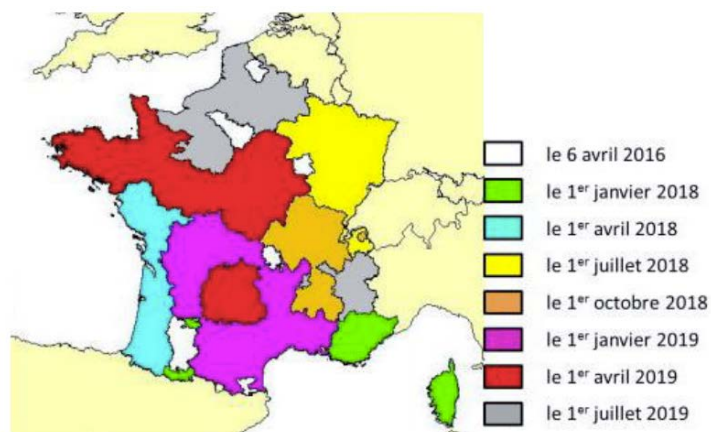 le 6 avril 2016
le 1er janvier 2018
le 1er avril 2018
le 1er juillet 2018
le 1er octobre 2018
le 1er janvier 2019
le 1er avril 2019
le 1er juillet 2019